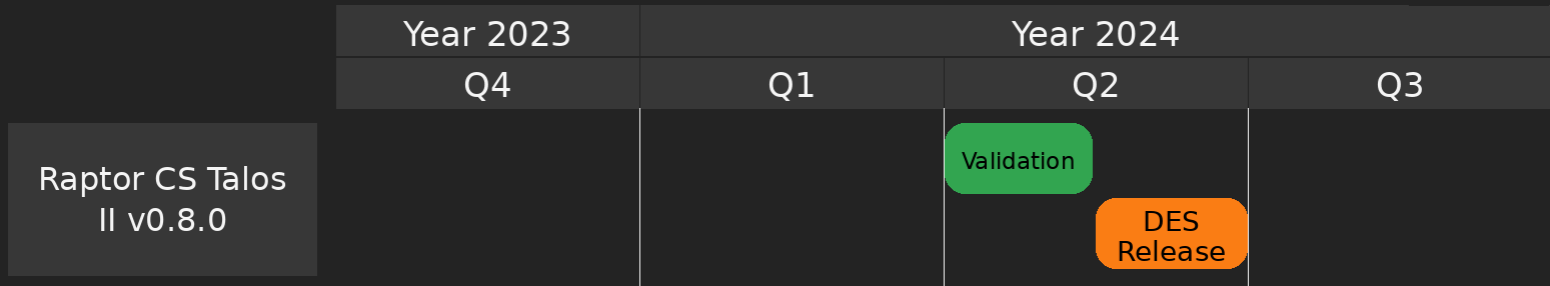 Year 2023
Year 2024
Q4
Q1
Q2
Q3
Raptor CS Talos
II v0.8.0
Validation
DES
Release